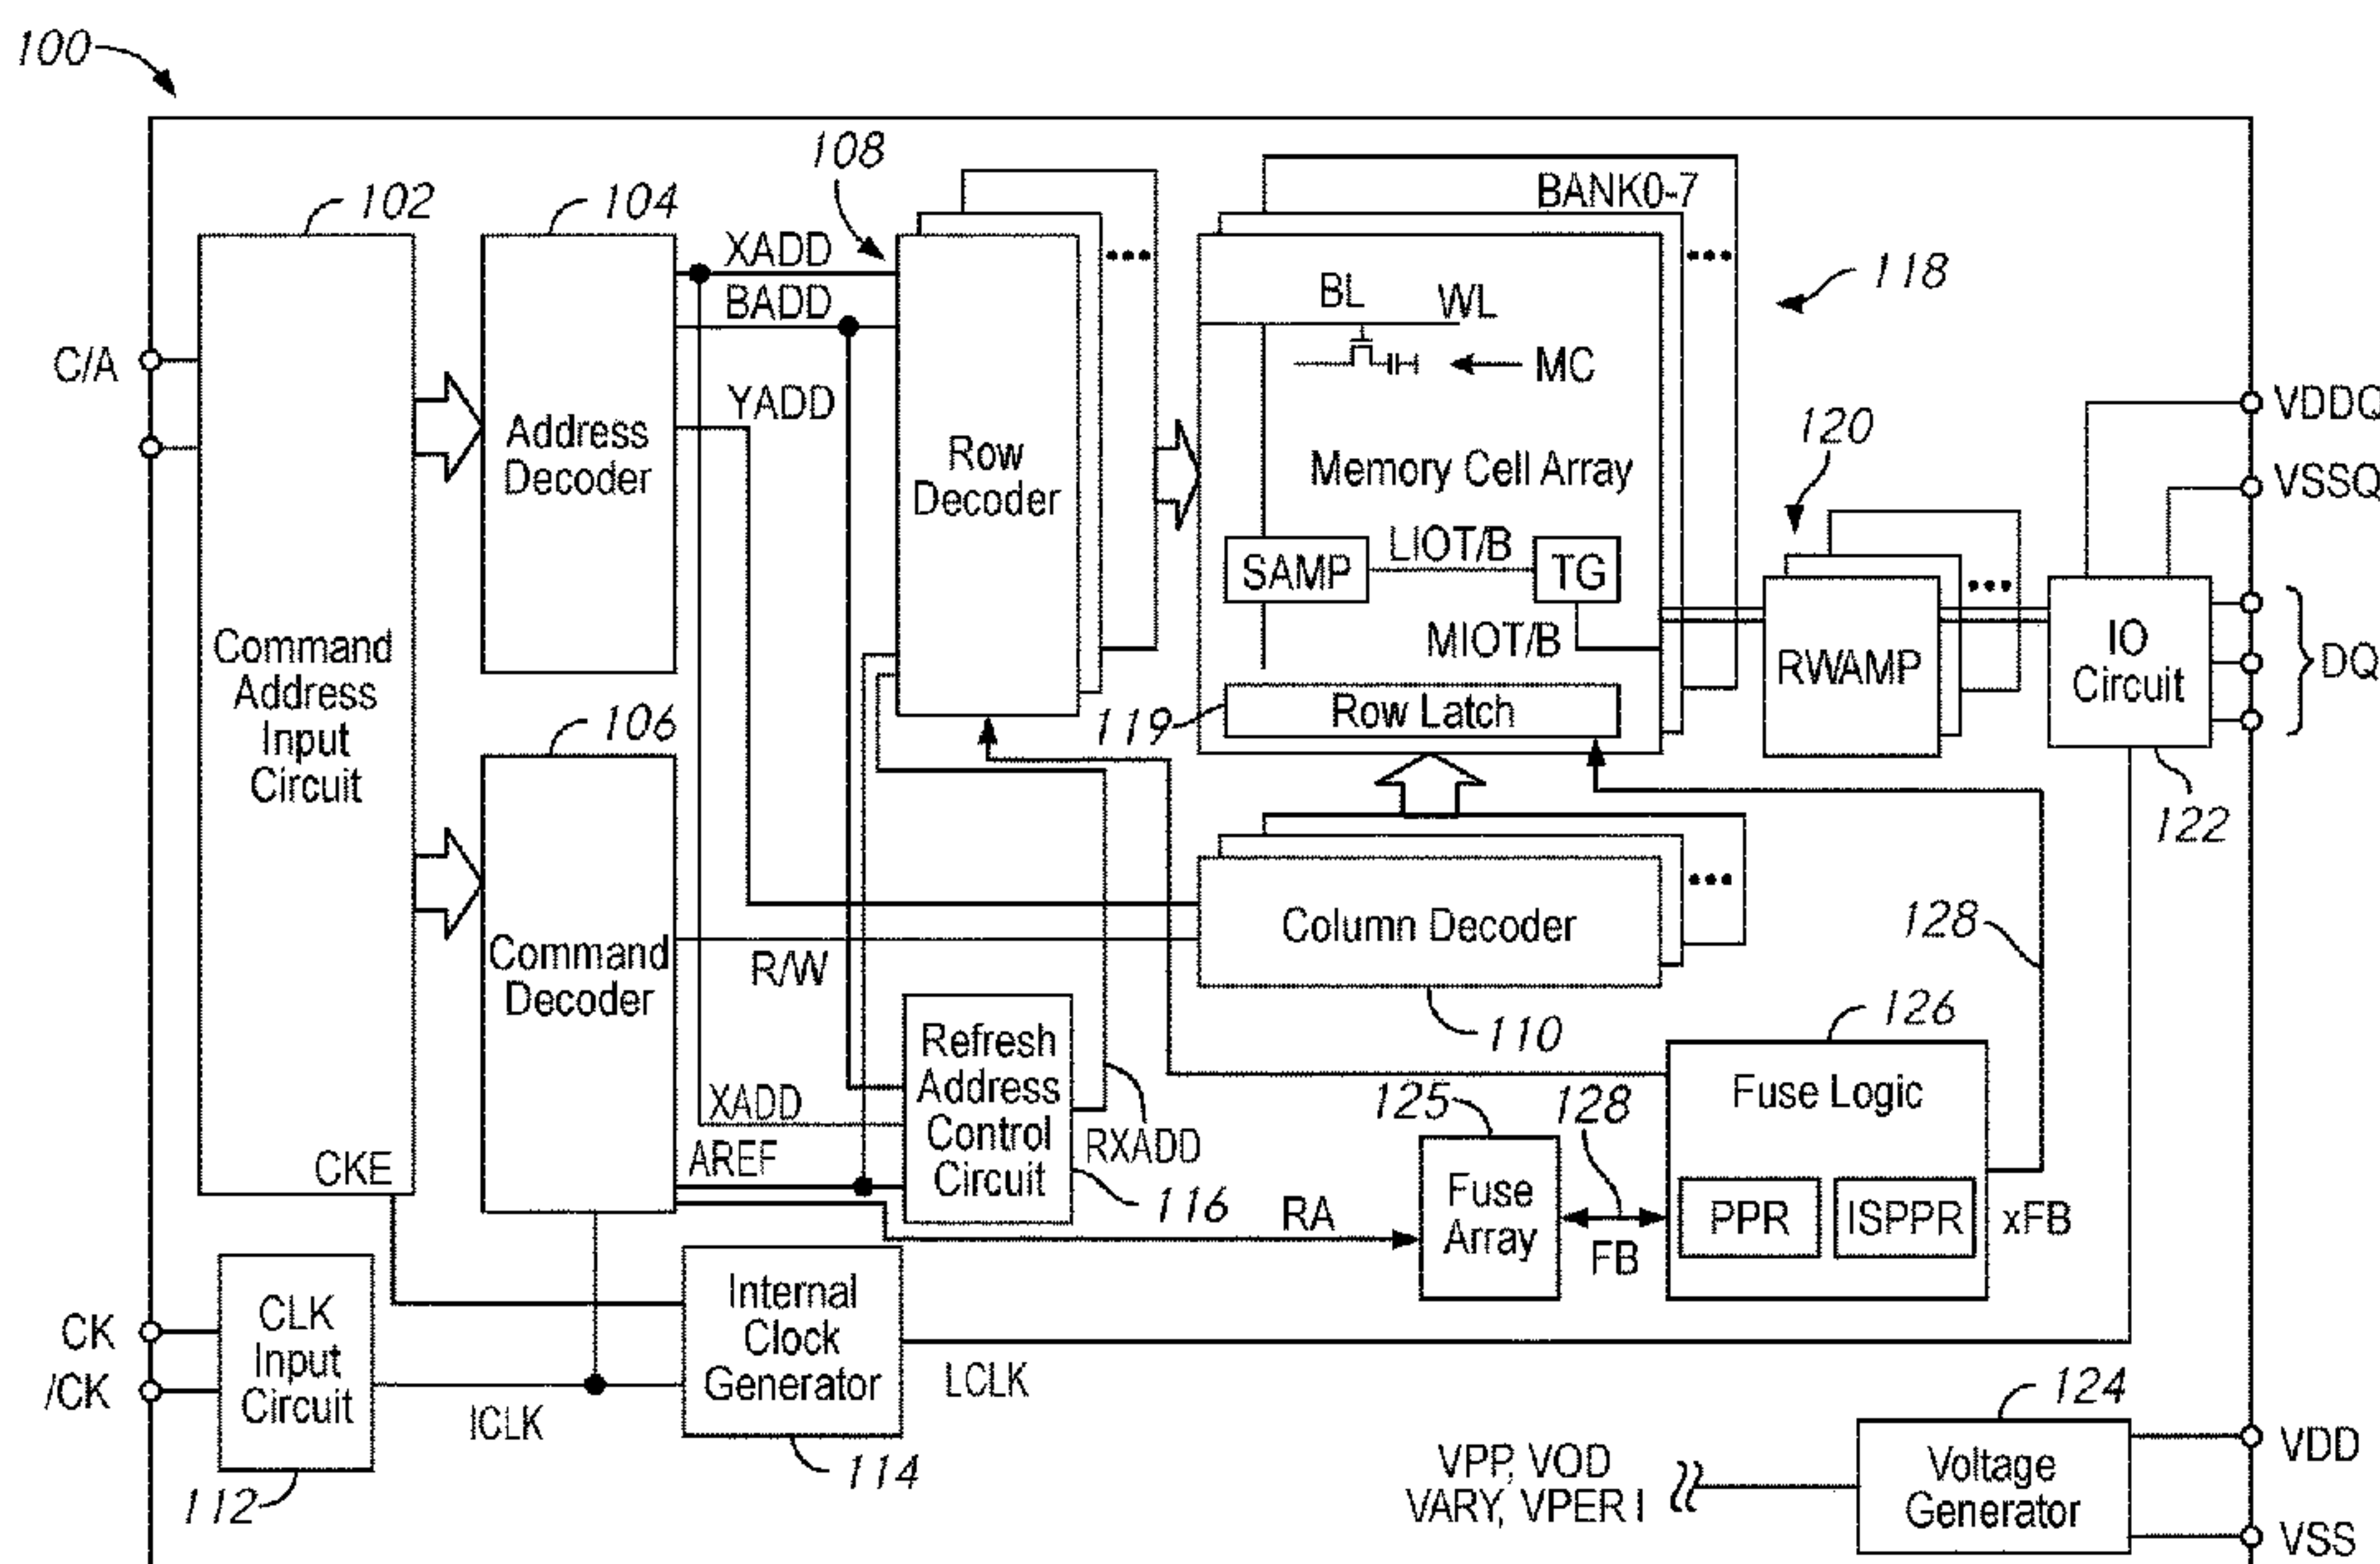 100
102
104
108
BANK0-7
XADD
BADD
YADD
118
BL
WL
MC
C/A
Address
Decoder
Row
Decoder
Memory Cell Array
120
VDDQ
VSSQ
SAMP
LIOT/B
TG
MIOT/B
RWAMP
IO
Circuit
DQ
Command
Address
Input
Circuit
119
Row Latch
106
122
Command
Decoder
R/W
Column Decoder
110
128
126
Refresh
Address
Control
Circuit
XADD
AREF
RXADD
116
125
128
Fuse Logic
CKE
RA
Fuse
Array
FB
PPR
ISPPR
xFB
CK
/CK
CLK
Input
Circuit
ICLK
Internal
Clock
Generator
LCLK
112
114
124
VPP, VOD
VARY, VPER I
Voltage
Generator
VDD
VSS